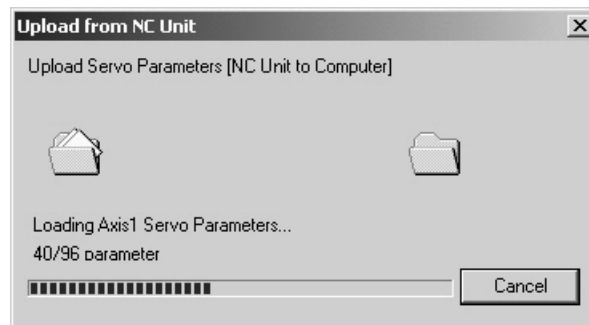 Upload from NC Unit
Upload Servo Parameters [NC Unit to Computer]
Loading Axis1 Servo Parameters...
40/96 parameter
Cancel